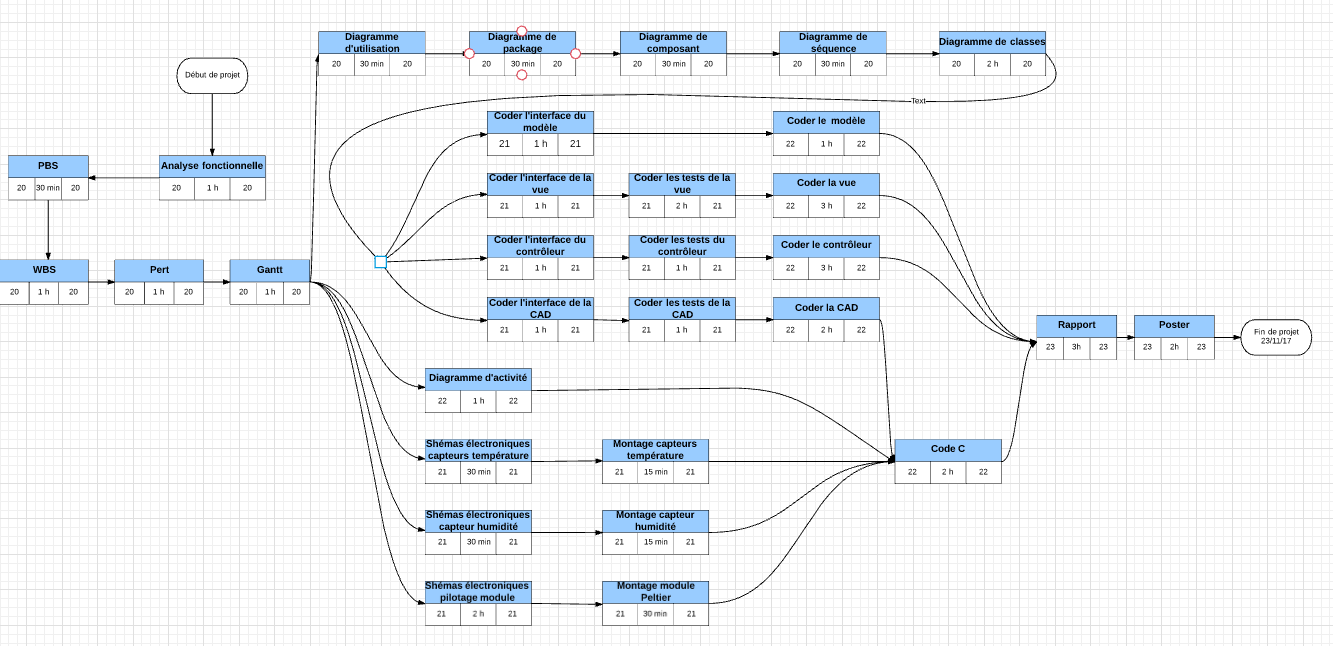 Diagramme
d'utilisation
20 30 min 20
Diagramme de
package
20 30 min 20
Diagramme de
composant
20 30 min 20
Diagramme de
séquence
20 30 min 20
Diagramme de classes
20 2 h 20
Début de projet
Text
Coder l'interface du
modèle
21 1 h 21
Coder le modèle
22 1 h 22
PBS
20 30 min 20
Analyse fonctionnelle
20 1 h 20
Coder l'interface de la
vue
21 1 h 21
Coder les tests de la
vue
21 2 h 21
Coder la vue
22 3 h 22
Coder l'interface du
contrôleur
21 1 h 21
Coder les tests du
contrôleur
21 1 h 21
Coder le contrôleur
22 3 h 22
WBS
20 1 h 20
Pert
20 1 h 20
Gantt
20 1 h 20
Coder l'interface de la
CAD
21 1 h 21
Coder les tests de la
CAD
21 1 h 21
Coder la CAD
22 2 h 22
Rapport
23 3h 23
Poster
23 2h 23
Fin de projet
23/11/17
Diagramme d'activité
22 1 h 22
Shémas électroniques
capteurs température
21 30 min 21
Montage capteurs
température
21 15 min 21
Code C
22 2 h 22
Shémas électroniques
capteur humidité
21 30 min 21
Montage capteur
humidité
21 15 min 21
Shémas électroniques
pilotage module
21 2 h 21
Montage module
Peltier
21 30 min 21